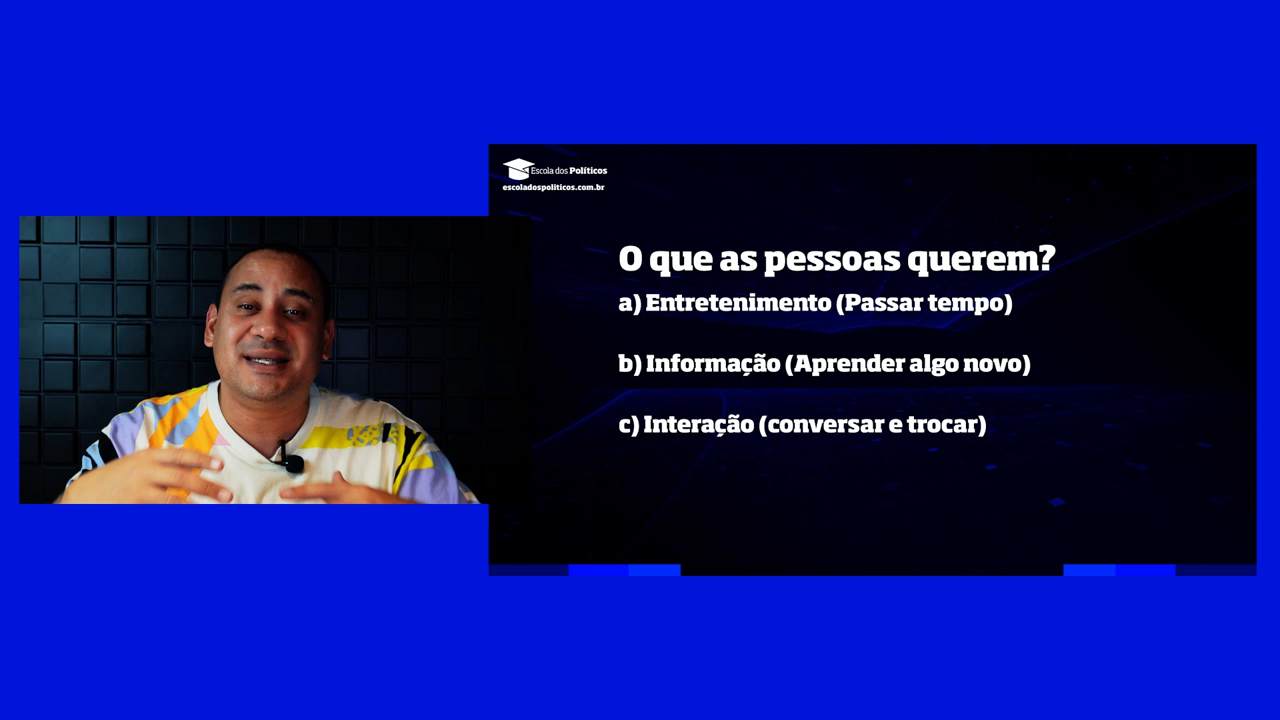 Escola dos Políticos
escoladospoliticos.com.br
O que as pessoas querem?
a) Entretenimento (Passar tempo)
b) Informação (Aprender algo novo)
c) Interação (conversar e trocar)